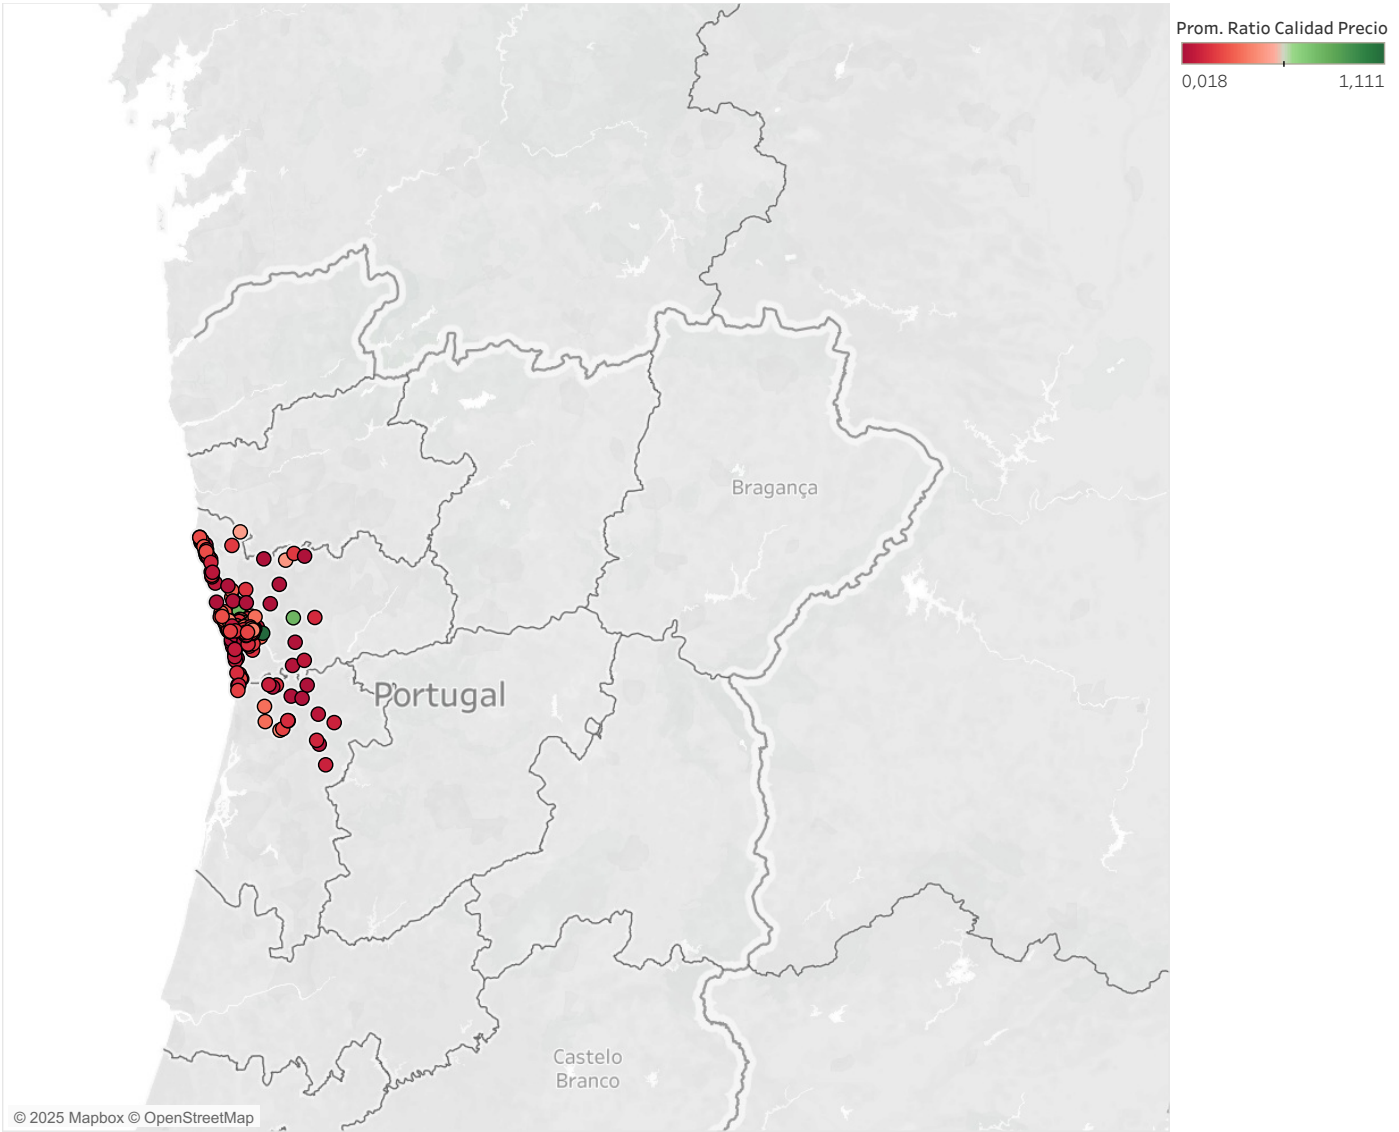 Prom. Ratio Calidad Precio
0,018 1,111
Bragança
Portugal
Castelo
Branco
© 2025 Mapbox © OpenStreetMap